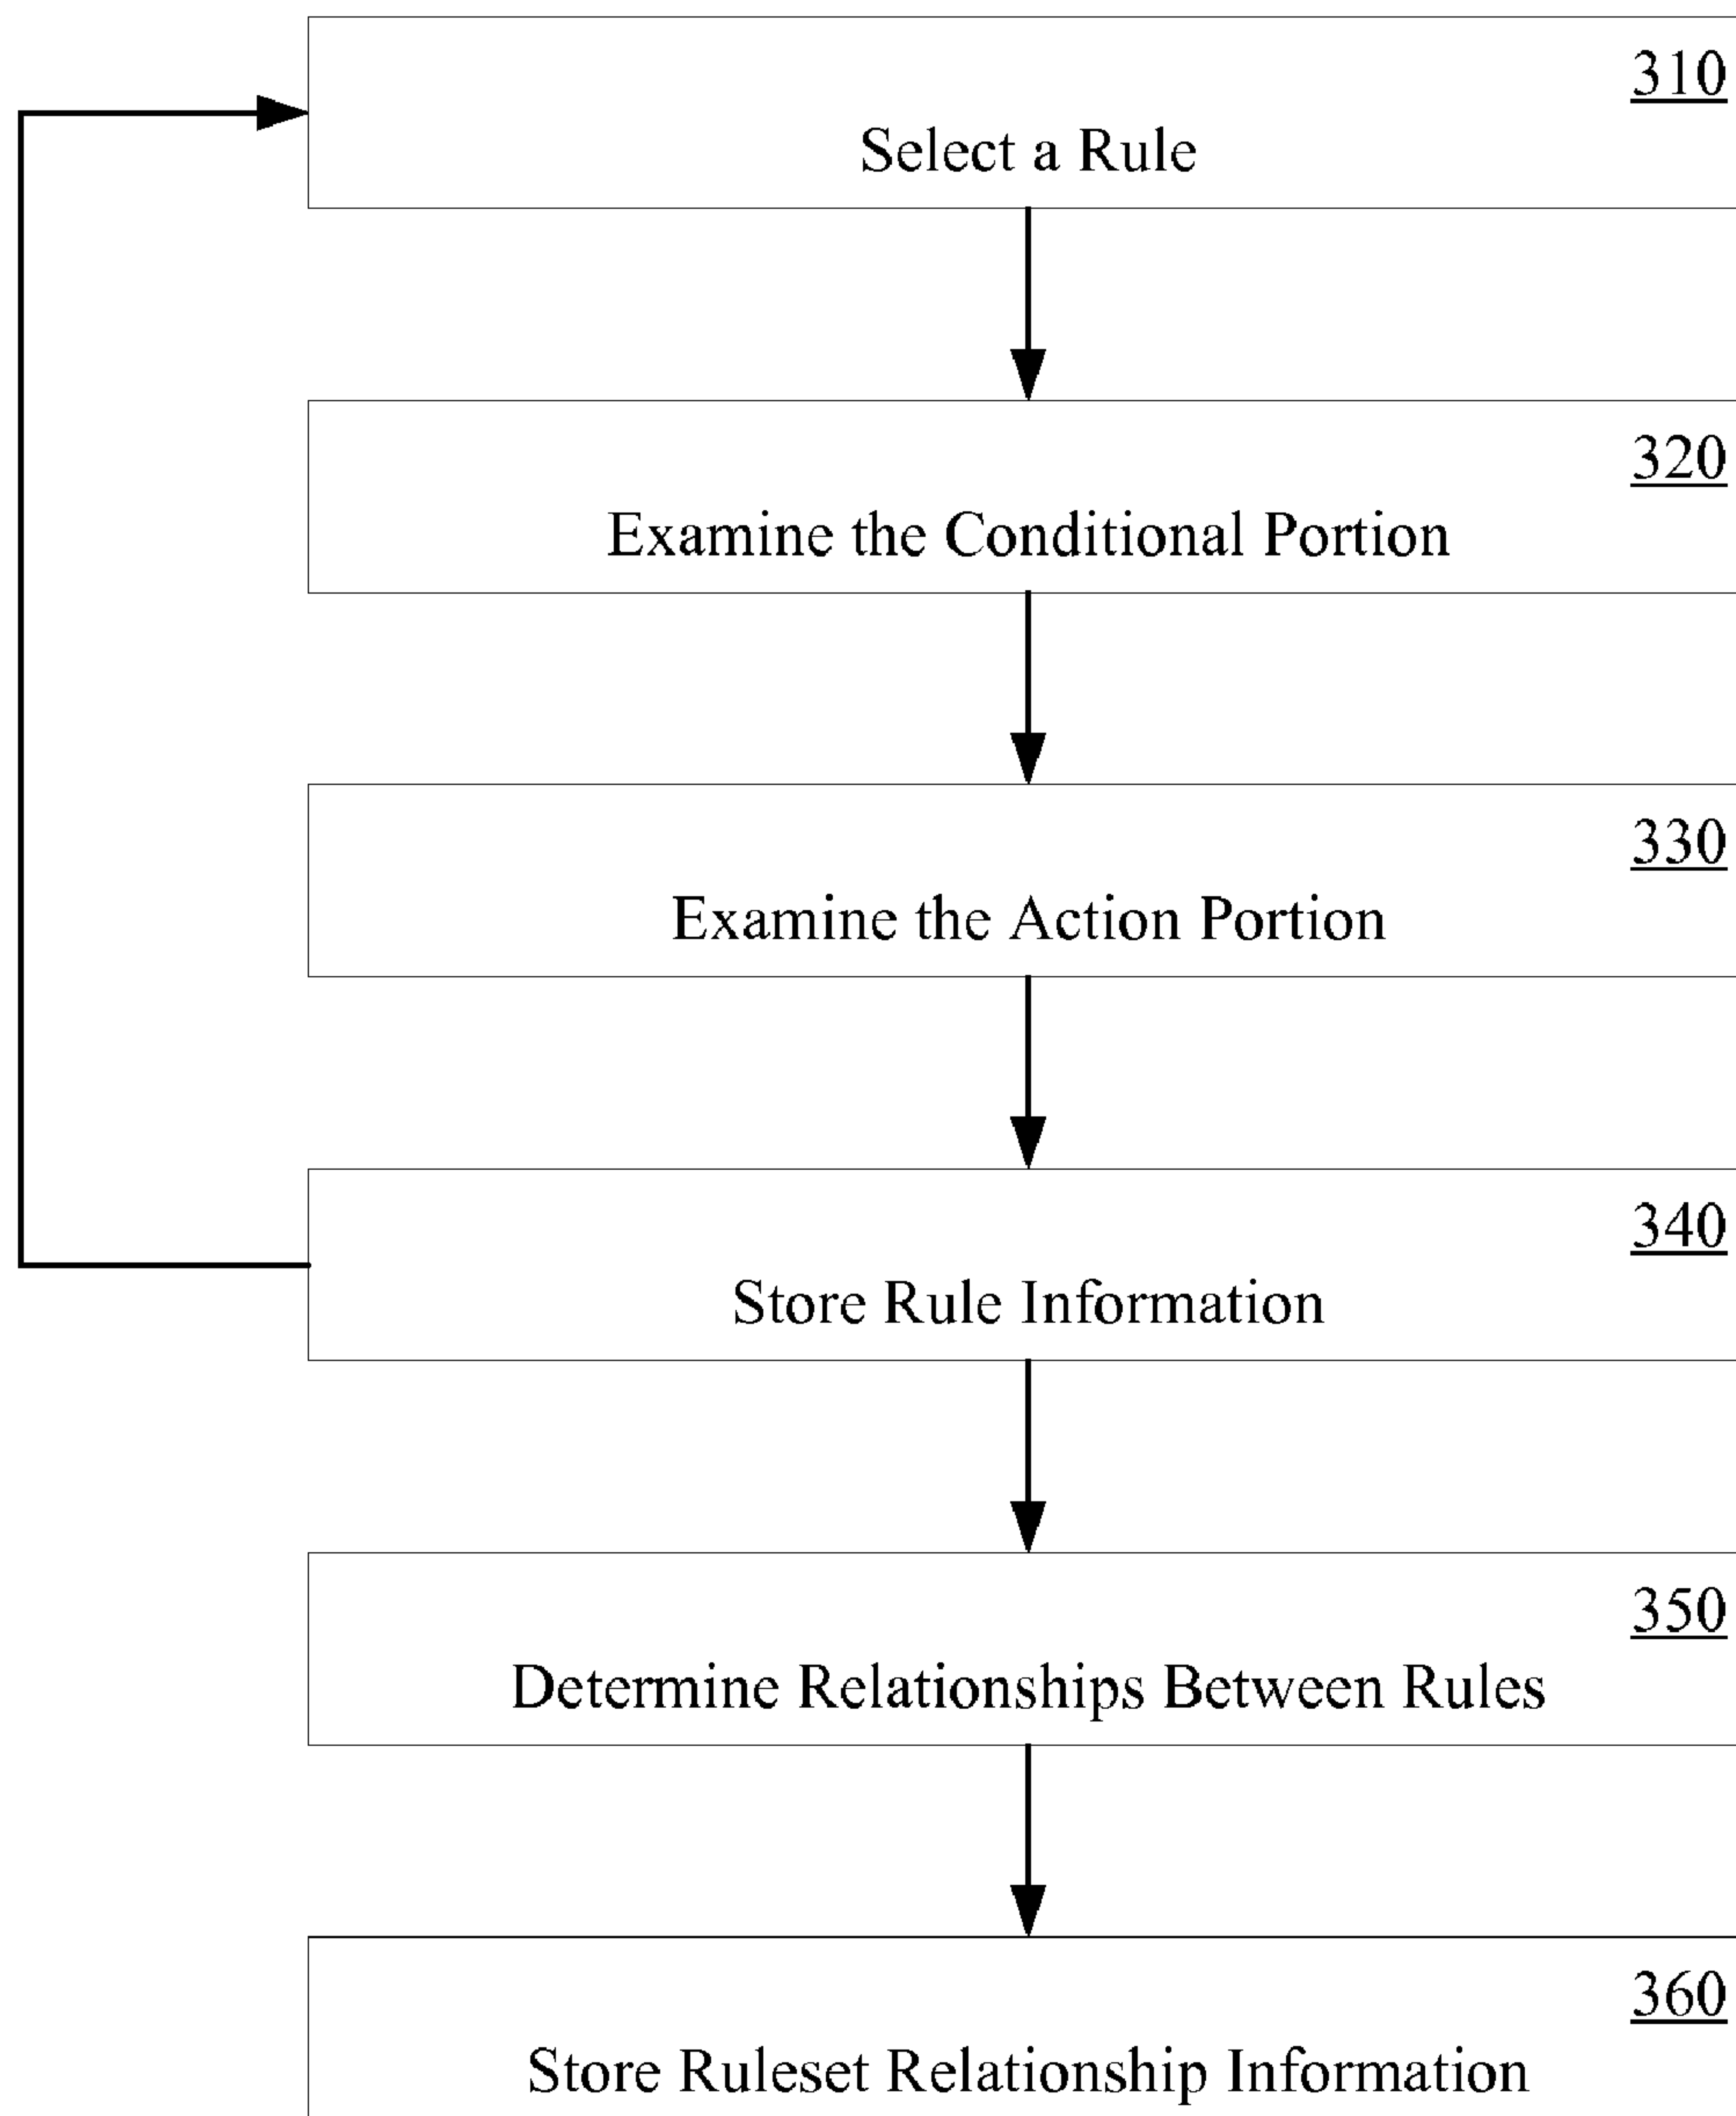 310
Select a Rule
320
Examine the Conditional Portion
330
Examine the Action Portion
340
Store Rule Information
350
Determine Relationships Between Rules
360
Store Ruleset Relationship Information